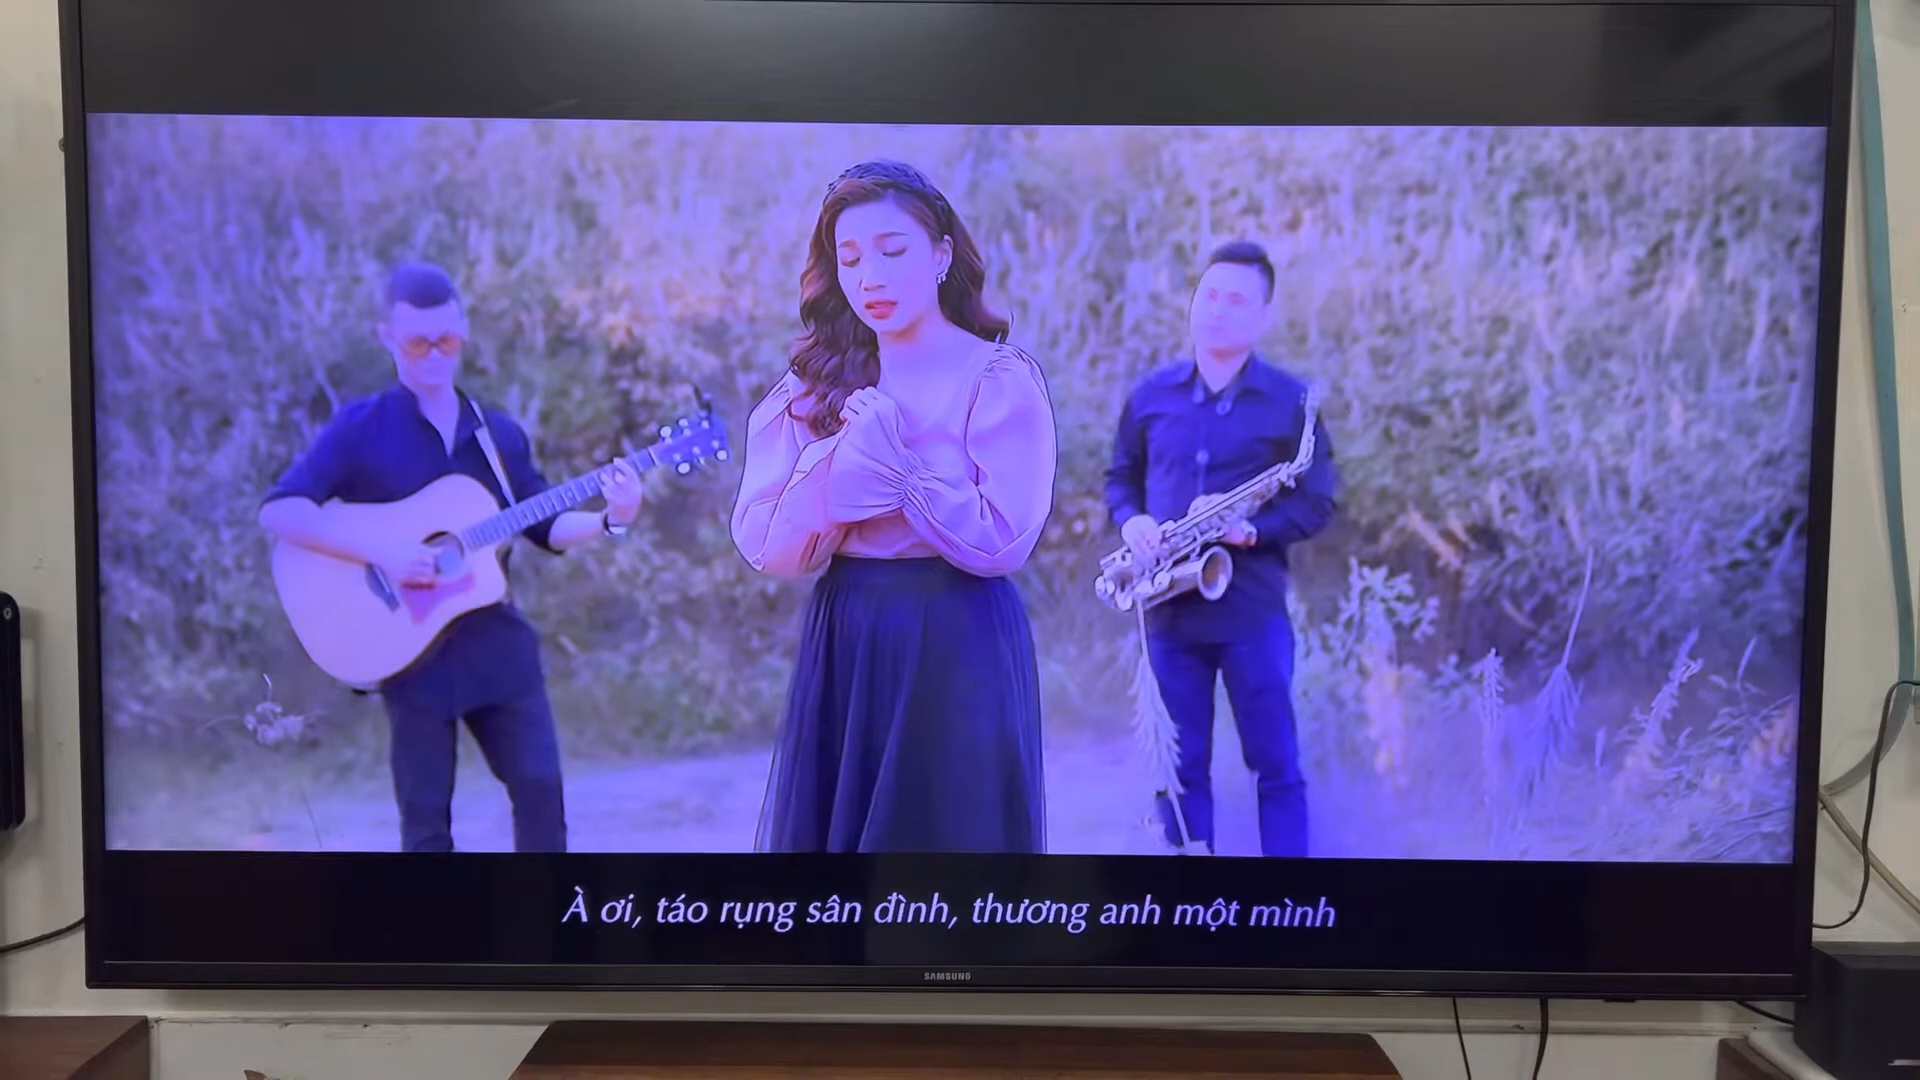 À ơi, táo rụng sân đình, thương anh một mình
SAMSUNG